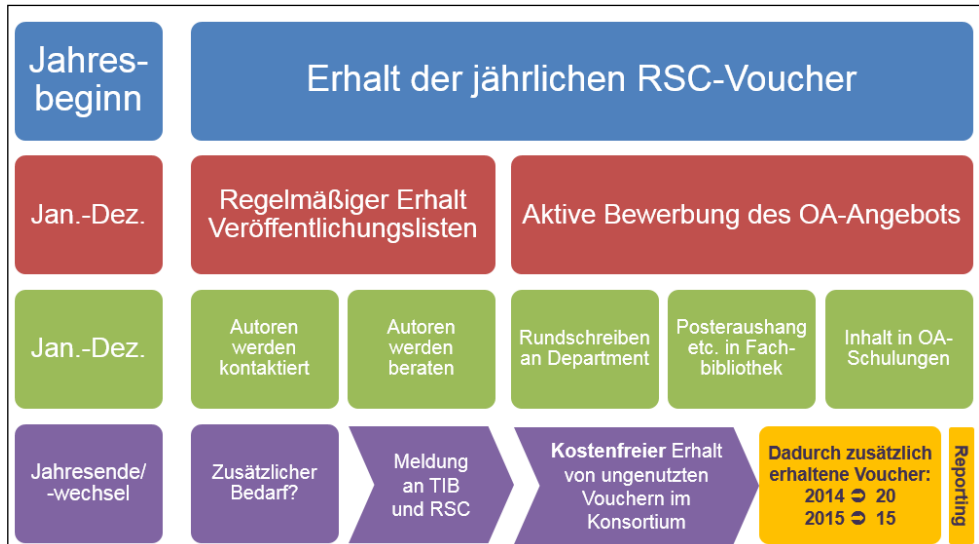 Jahres-
beginn
Erhalt der jährlichen RSC-Voucher
Jan.-Dez.
Regelmäßiger Erhalt
Veröffentlichungslisten
Aktive Bewerbung des OA-Angebots
Jan.-Dez.
Autoren
werden
kontaktiert
Autoren
werden
beraten
Rundschreiben
an Department
Posteraushang
etc. in Fach-
bibliothek
Inhalt in OA-
Schulungen
Jahresende/
-wechsel
Zusätzlicher
Bedarf?
Meldung
an TIB
und RSC
Kostenfreier Erhalt
von ungenutzten
Vouchern im
Konsortium
Dadurch zusätzlich
erhaltene Voucher:
2014 ➲ 20
2015 ➲ 15
Reporting